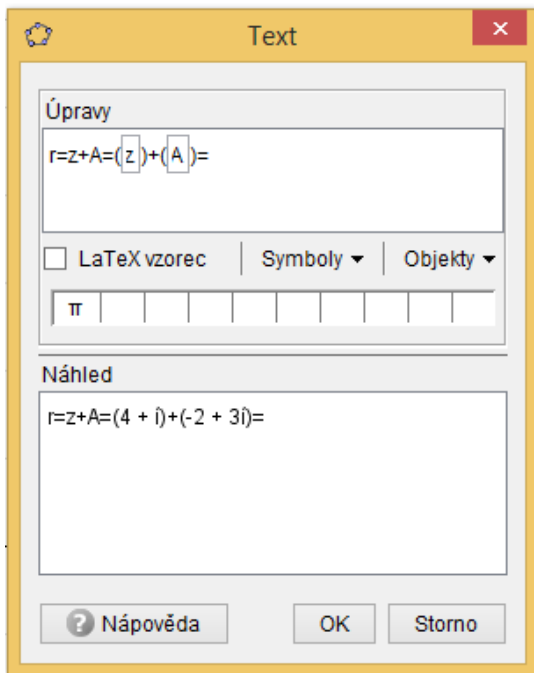 Text
Úpravy
r=z+A=(z)+(A)=
LaTeX vzorec Symboly Objekty
π
Náhled
r=z+A=(4 + í)+(-2 + 3í)=
Nápověda OK Storno